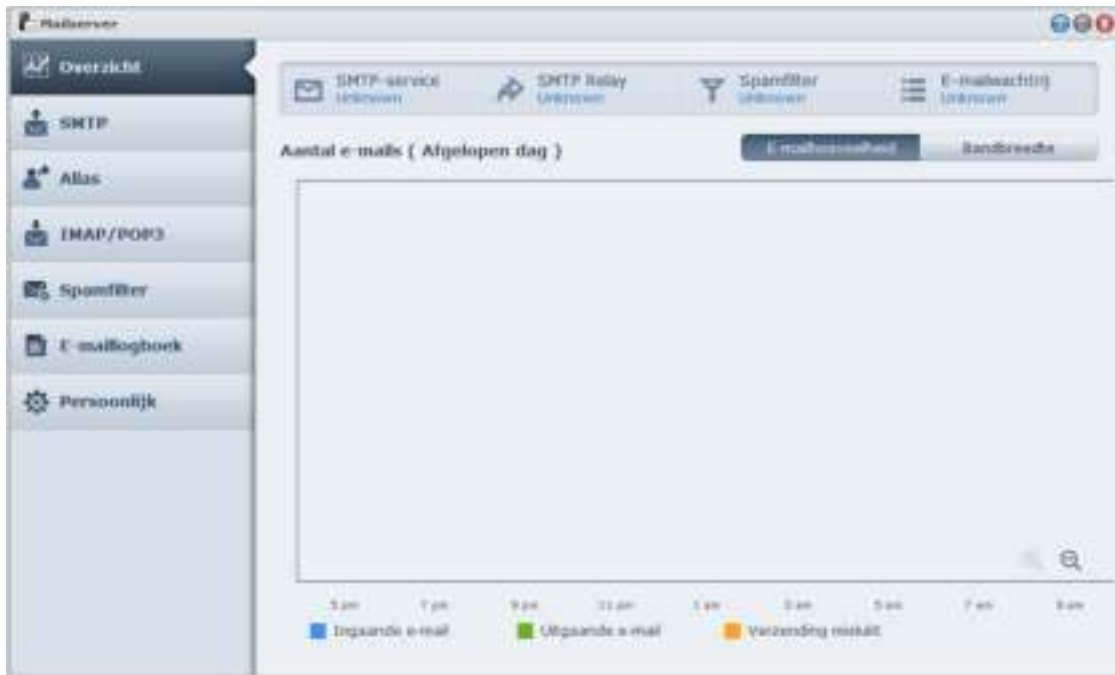 Mailserver
Overzicht
SMTP
Alias
IMAP/POP3
Spamfilter
E-maillogboek
Persoonlijk
SMTP-service
Unknown
SMTP Relay
Unknown
Spamfilter
Unknown
E-mailwachtrij
Unknown
Aantal e-mails ( Afgelopen dag )
E-mailhoeveelheid
Bandbreedte
5 pm 7 pm 9 pm 11 pm 1 am 3 am 5 am 7 am 9 am
Ingaande e-mail
Uitgaande e-mail
Verzending mislukt